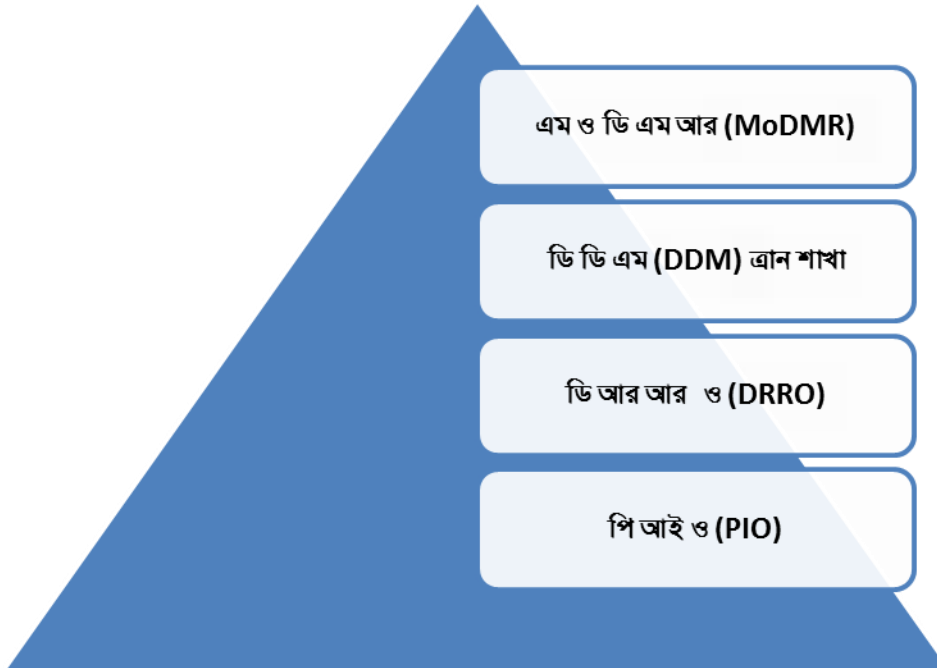 এম ও ডি এম আর (MoDMR)
ডি ডি এম (DDM) ত্রান শাখা
ডি আর আর ও (DRRO)
পি আই ও (PIO)